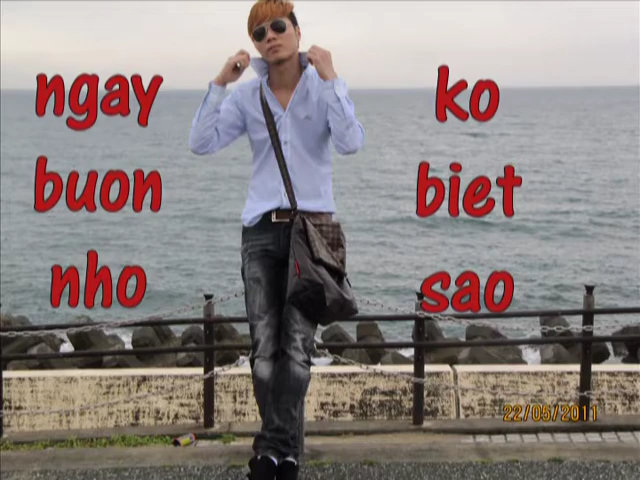 ngay
buon
nho
ko
biet
sao
22/05/2011